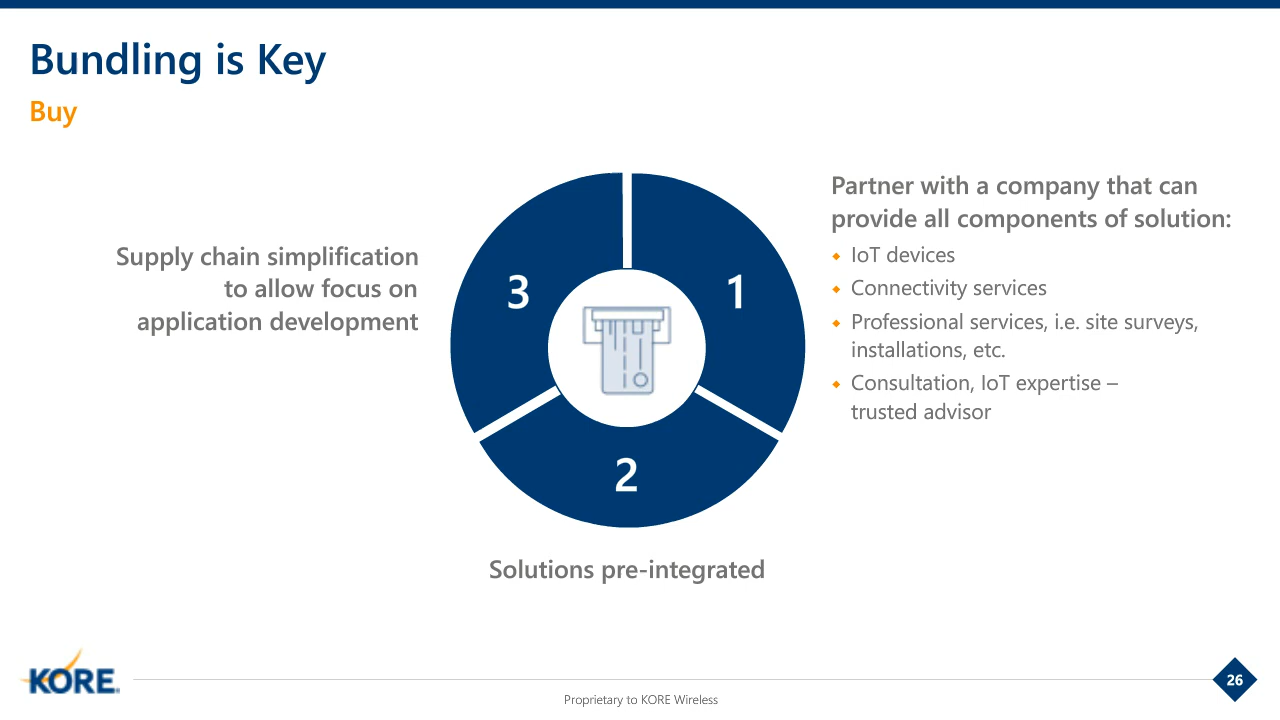 Bundling is Key
Buy
Partner with a company that can
provide all components of solution:
IoT devices
Connectivity services
Professional services, i.e. site surveys,
installations, etc.
Consultation, IoT expertise –
trusted advisor
Supply chain simplification
to allow focus on
application development
3
1
2
Solutions pre-integrated
KORE
Proprietary to KORE Wireless
26